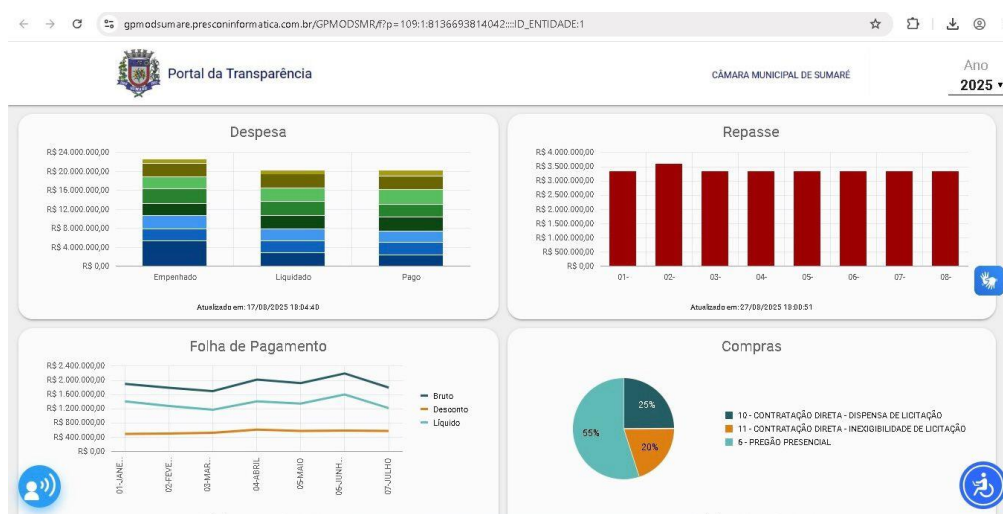 gpmodsumare.presconinformatica.com.br/GPMODSMR/f?p=109:1:8136693814042::::ID_ENTIDADE:1
SUMARÉ
Portal da Transparência
CÂMARA MUNICIPAL DE SUMARÉ
Ano
2025
Despesa
R$ 24.000.000,00
R$ 20.000.000,00
R$ 16.000.000,00
R$ 12.000.000,00
R$ 8.000.000,00
R$ 4.000.000,00
R$ 0,00
Empenhado
Liquidado
Pago
Atualizado em: 17/08/2025 18:04:40
Repasse
R$ 4.000.000,00
R$ 3.500.000,00
R$ 3.000.000,00
R$ 2.500.000,00
R$ 2.000.000,00
R$ 1.500.000,00
R$ 1.000.000,00
R$ 500.000,00
R$ 0,00
01-
02-
03-
04-
05-
06-
07-
08-
Atualizado em: 27/08/2025 18:00:51
Folha de Pagamento
R$ 2.400.000,00
R$ 2.000.000,00
R$ 1.600.000,00
R$ 1.200.000,00
R$ 800.000,00
R$ 400.000,00
R$ 0,00
01-JANE...
02-FEVE...
03-MAR...
04-ABRIL
05-MAIO
06-JUNH...
07-JULHO
Bruto
Desconto
Líquido
Compras
25%
20%
55%
10 - CONTRATAÇÃO DIRETA - DISPENSA DE LICITAÇÃO
11 - CONTRATAÇÃO DIRETA - INEXIGIBILIDADE DE LICITAÇÃO
6 - PREGÃO PRESENCIAL